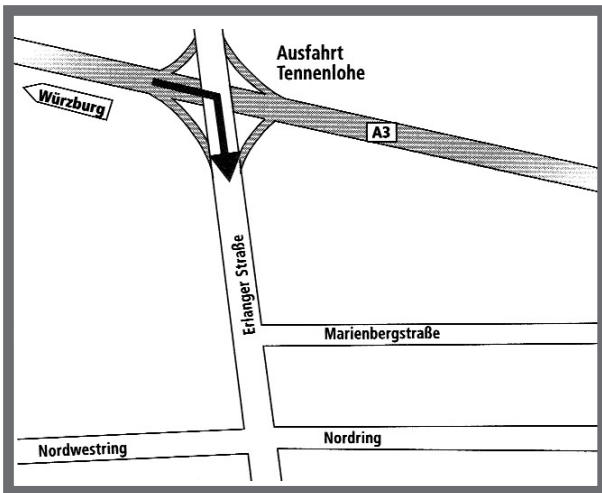 Ausfahrt
Tennenlohe
Würzburg
A3
Erlanger Straße
Marienbergstraße
Nordring
Nordwestring